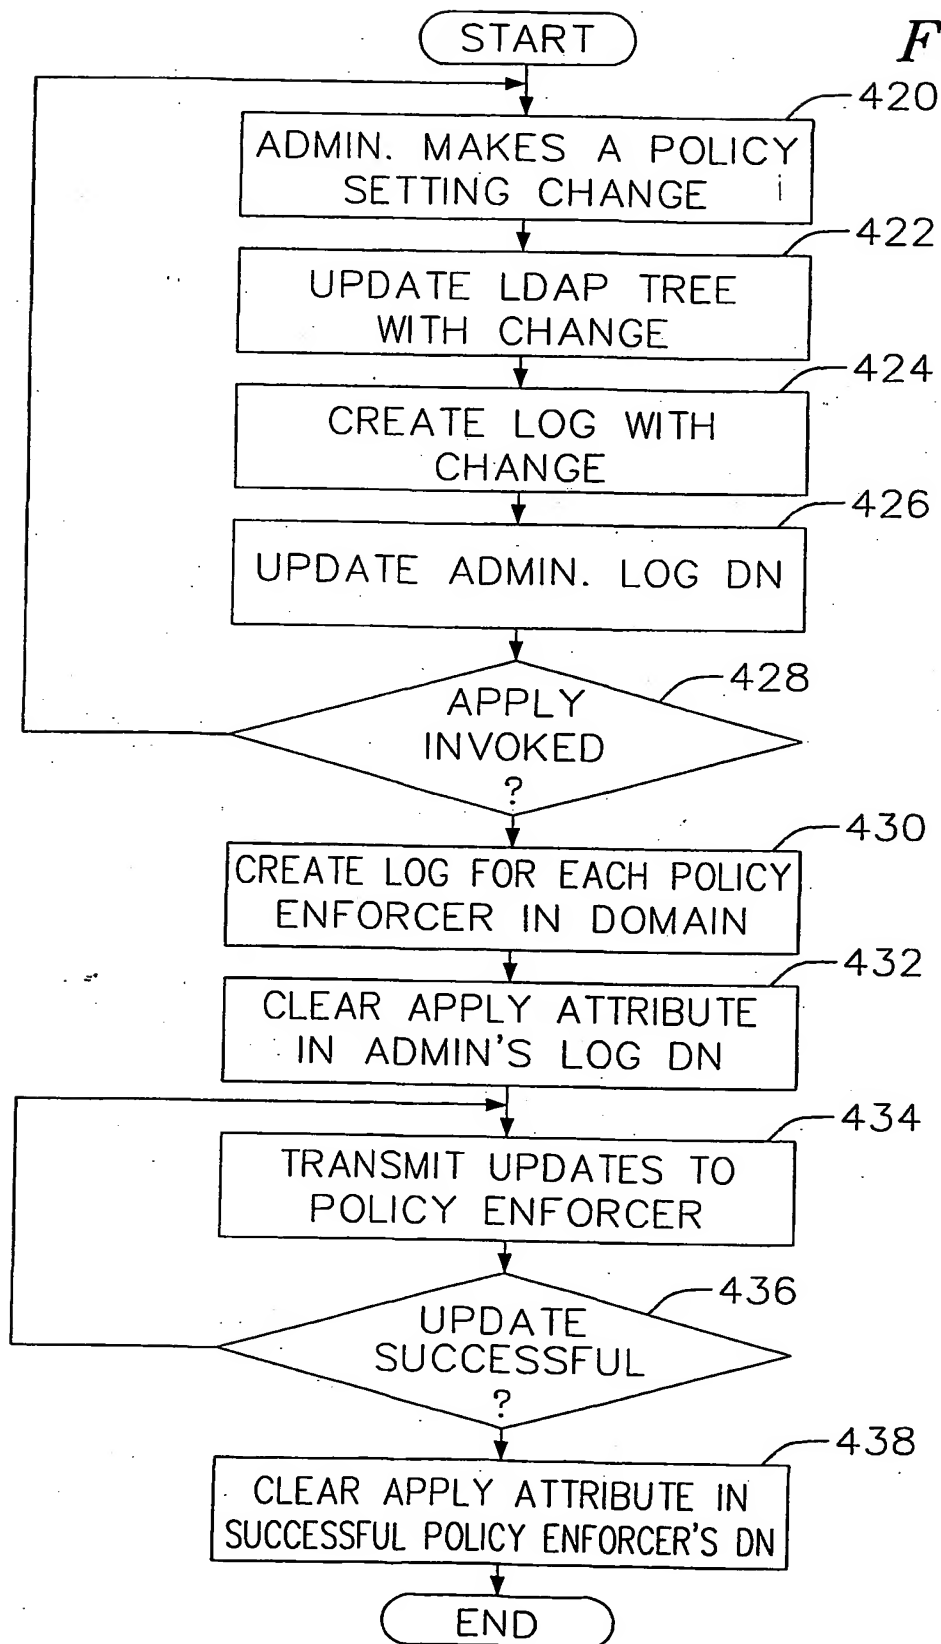 START
F
420
ADMIN. MAKES A POLICY
SETTING CHANGE
422
UPDATE LDAP TREE
WITH CHANGE
424
CREATE LOG WITH
CHANGE
426
UPDATE ADMIN. LOG DN
428
APPLY
INVOKED
?
430
CREATE LOG FOR EACH POLICY
ENFORCER IN DOMAIN
432
CLEAR APPLY ATTRIBUTE
IN ADMIN'S LOG DN
434
TRANSMIT UPDATES TO
POLICY ENFORCER
436
UPDATE
SUCCESSFUL
?
438
CLEAR APPLY ATTRIBUTE IN
SUCCESSFUL POLICY ENFORCER'S DN
END